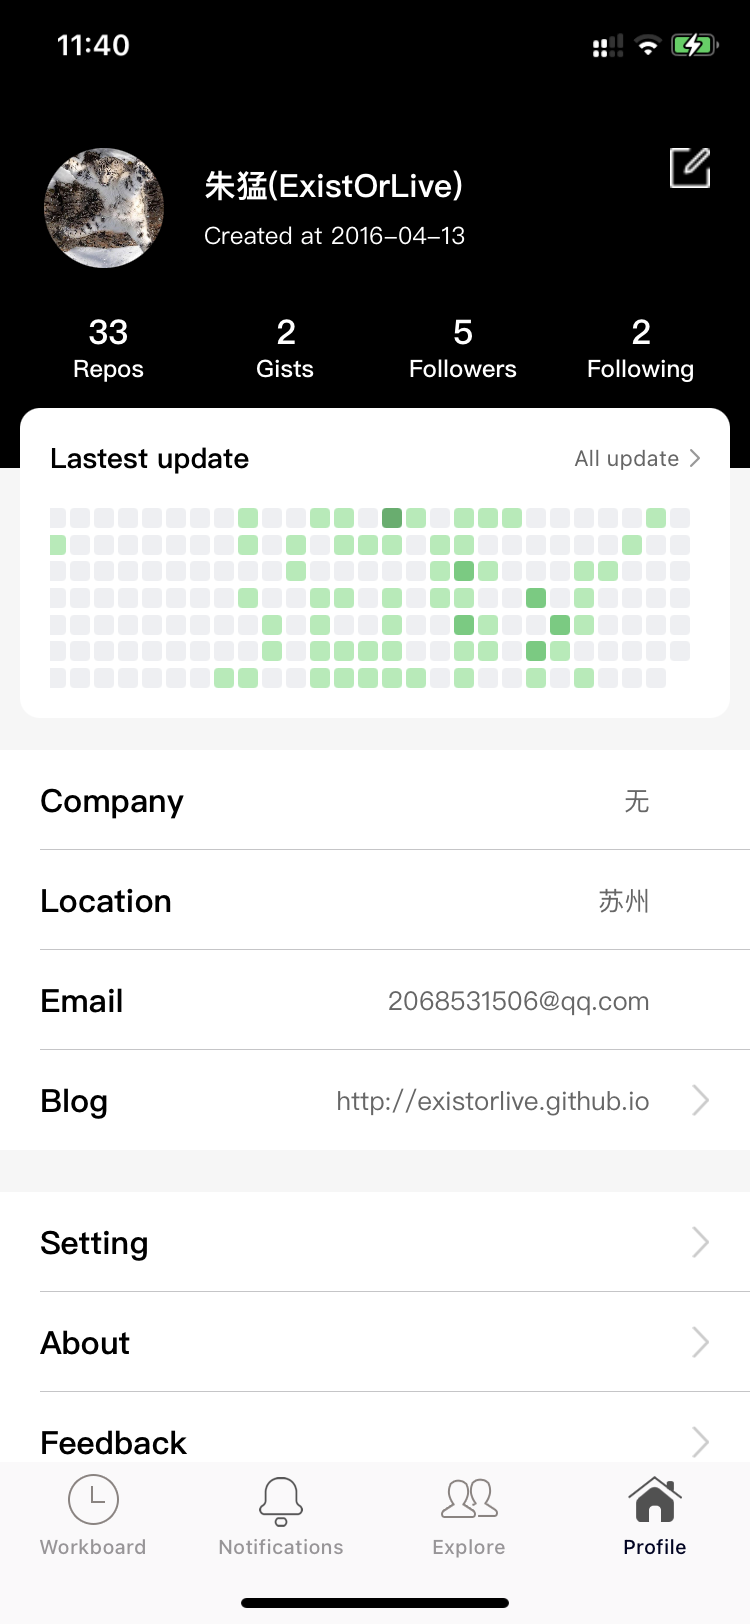 11:40
朱猛(ExistOrLive)
Created at 2016-04-13
33 2 5 2
Repos Gists Followers Following
Lastest update All update
Company 无
Location 苏州
Email 2068531506@qq.com
Blog http://existorlive.github.io
Setting
About
Feedback
Workboard Notifications Explore Profile